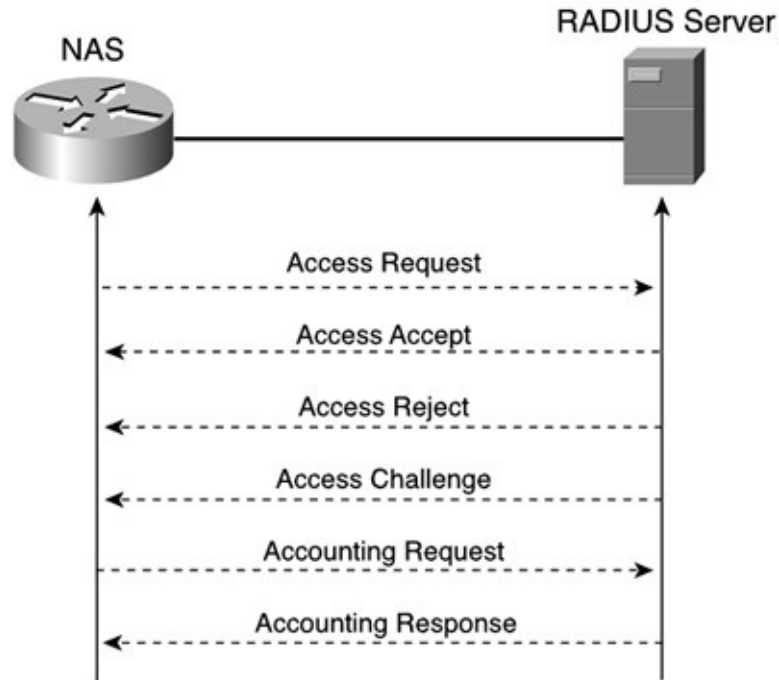 NAS
RADIUS Server
Access Request
Access Accept
Access Reject
Access Challenge
Accounting Request
Accounting Response